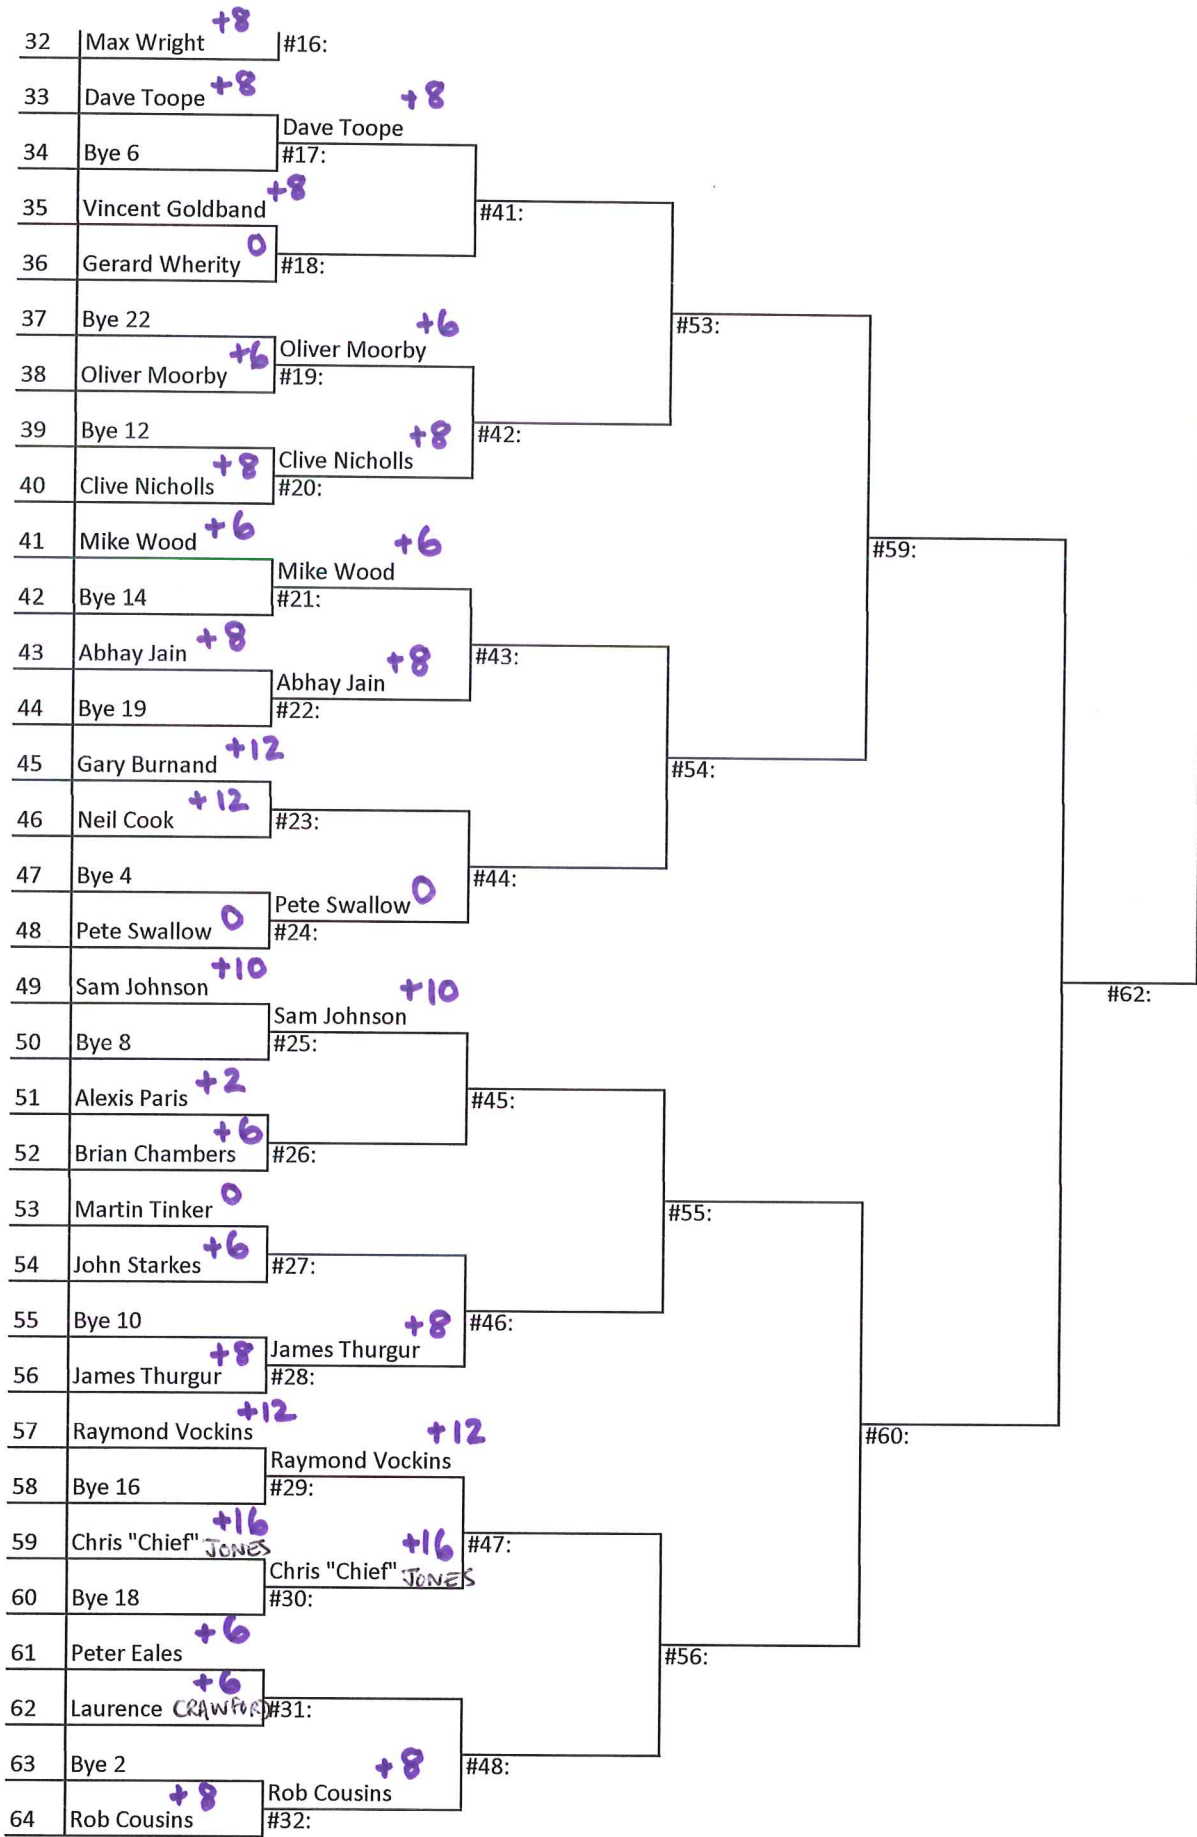 +8
32 Max Wright #16:
33 Dave Toope +8 +8
Dave Toope
34 Bye 6 #17:
35 Vincent Goldband +8 #41:
36 Gerard Wherity 0 #18:
37 Bye 22 +6 #53:
Oliver Moorby
38 Oliver Moorby +6 #19:
39 Bye 12 +8 #42:
Clive Nicholls
40 Clive Nicholls +8 #20:
41 Mike Wood +6 +6 #59:
Mike Wood
42 Bye 14 #21:
43 Abhay Jain +8 +8 #43:
Abhay Jain
44 Bye 19 #22:
45 Gary Burnand +12 #54:
46 Neil Cook +12 #23:
47 Bye 4 #44:
Pete Swallow 0
48 Pete Swallow 0 #24:
49 Sam Johnson +10 +10 #62:
Sam Johnson
50 Bye 8 #25:
51 Alexis Paris +2 #45:
52 Brian Chambers +6 #26:
53 Martin Tinker 0 #55:
54 John Starkes +6 #27:
55 Bye 10 +8 #46:
James Thurgur
56 James Thurgur +8 #28:
57 Raymond Vockins +12 +12 #60:
Raymond Vockins
58 Bye 16 #29:
59 Chris "Chief" JONES +16 +16 #47:
Chris "Chief" JONES
60 Bye 18 #30:
61 Peter Eales +6 #56:
62 Laurence CRAWFORD +6 #31:
63 Bye 2 +8 #48:
Rob Cousins
64 Rob Cousins +8 #32: